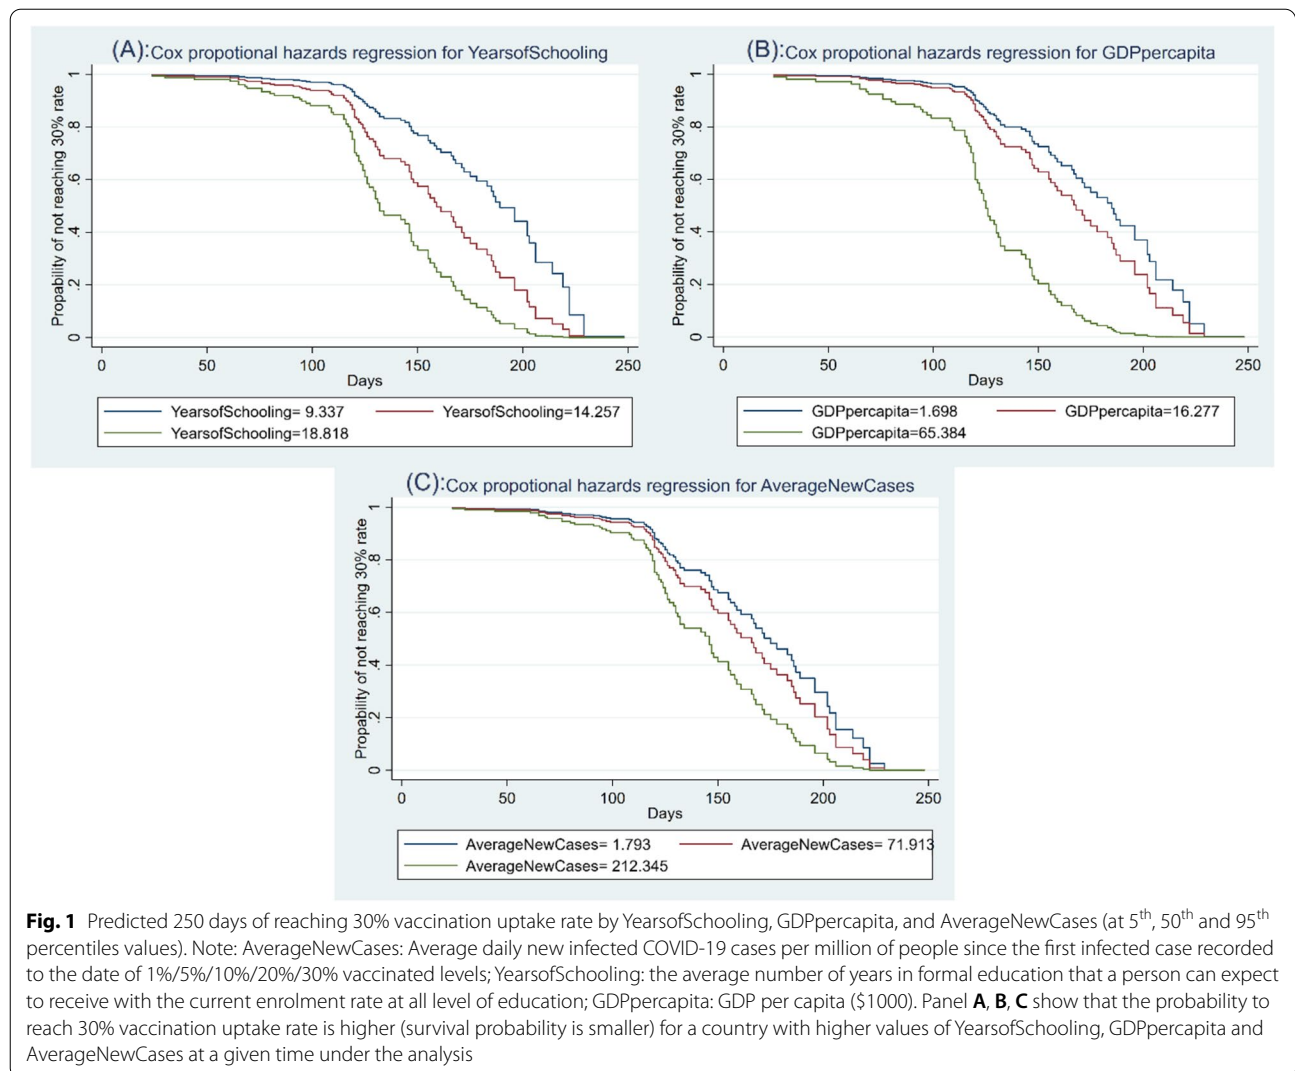 (A):Cox propotional hazards regression for YearsofSchooling
Propability of not reaching 30% rate
1
.8
.6
.4
.2
0
0 50 100 150 200 250
Days
YearsofSchooling= 9.337 YearsofSchooling=14.257
YearsofSchooling=18.818
(B):Cox propotional hazards regression for GDPpercapita
Propability of not reaching 30% rate
1
.8
.6
.4
.2
0
0 50 100 150 200 250
Days
GDPpercapita=1.698 GDPpercapita=16.277
GDPpercapita=65.384
(C):Cox propotional hazards regression for AverageNewCases
Propability of not reaching 30% rate
1
.8
.6
.4
.2
0
0 50 100 150 200 250
Days
AverageNewCases= 1.793 AverageNewCases= 71.913
AverageNewCases= 212.345
Fig. 1 Predicted 250 days of reaching 30% vaccination uptake rate by YearsofSchooling, GDPpercapita, and AverageNewCases (at 5th, 50th and 95th
percentiles values). Note: AverageNewCases: Average daily new infected COVID-19 cases per million of people since the first infected case recorded
to the date of 1%/5%/10%/20%/30% vaccinated levels; YearsofSchooling: the average number of years in formal education that a person can expect
to receive with the current enrolment rate at all level of education; GDPpercapita: GDP per capita ($1000). Panel A, B, C show that the probability to
reach 30% vaccination uptake rate is higher (survival probability is smaller) for a country with higher values of YearsofSchooling, GDPpercapita and
AverageNewCases at a given time under the analysis